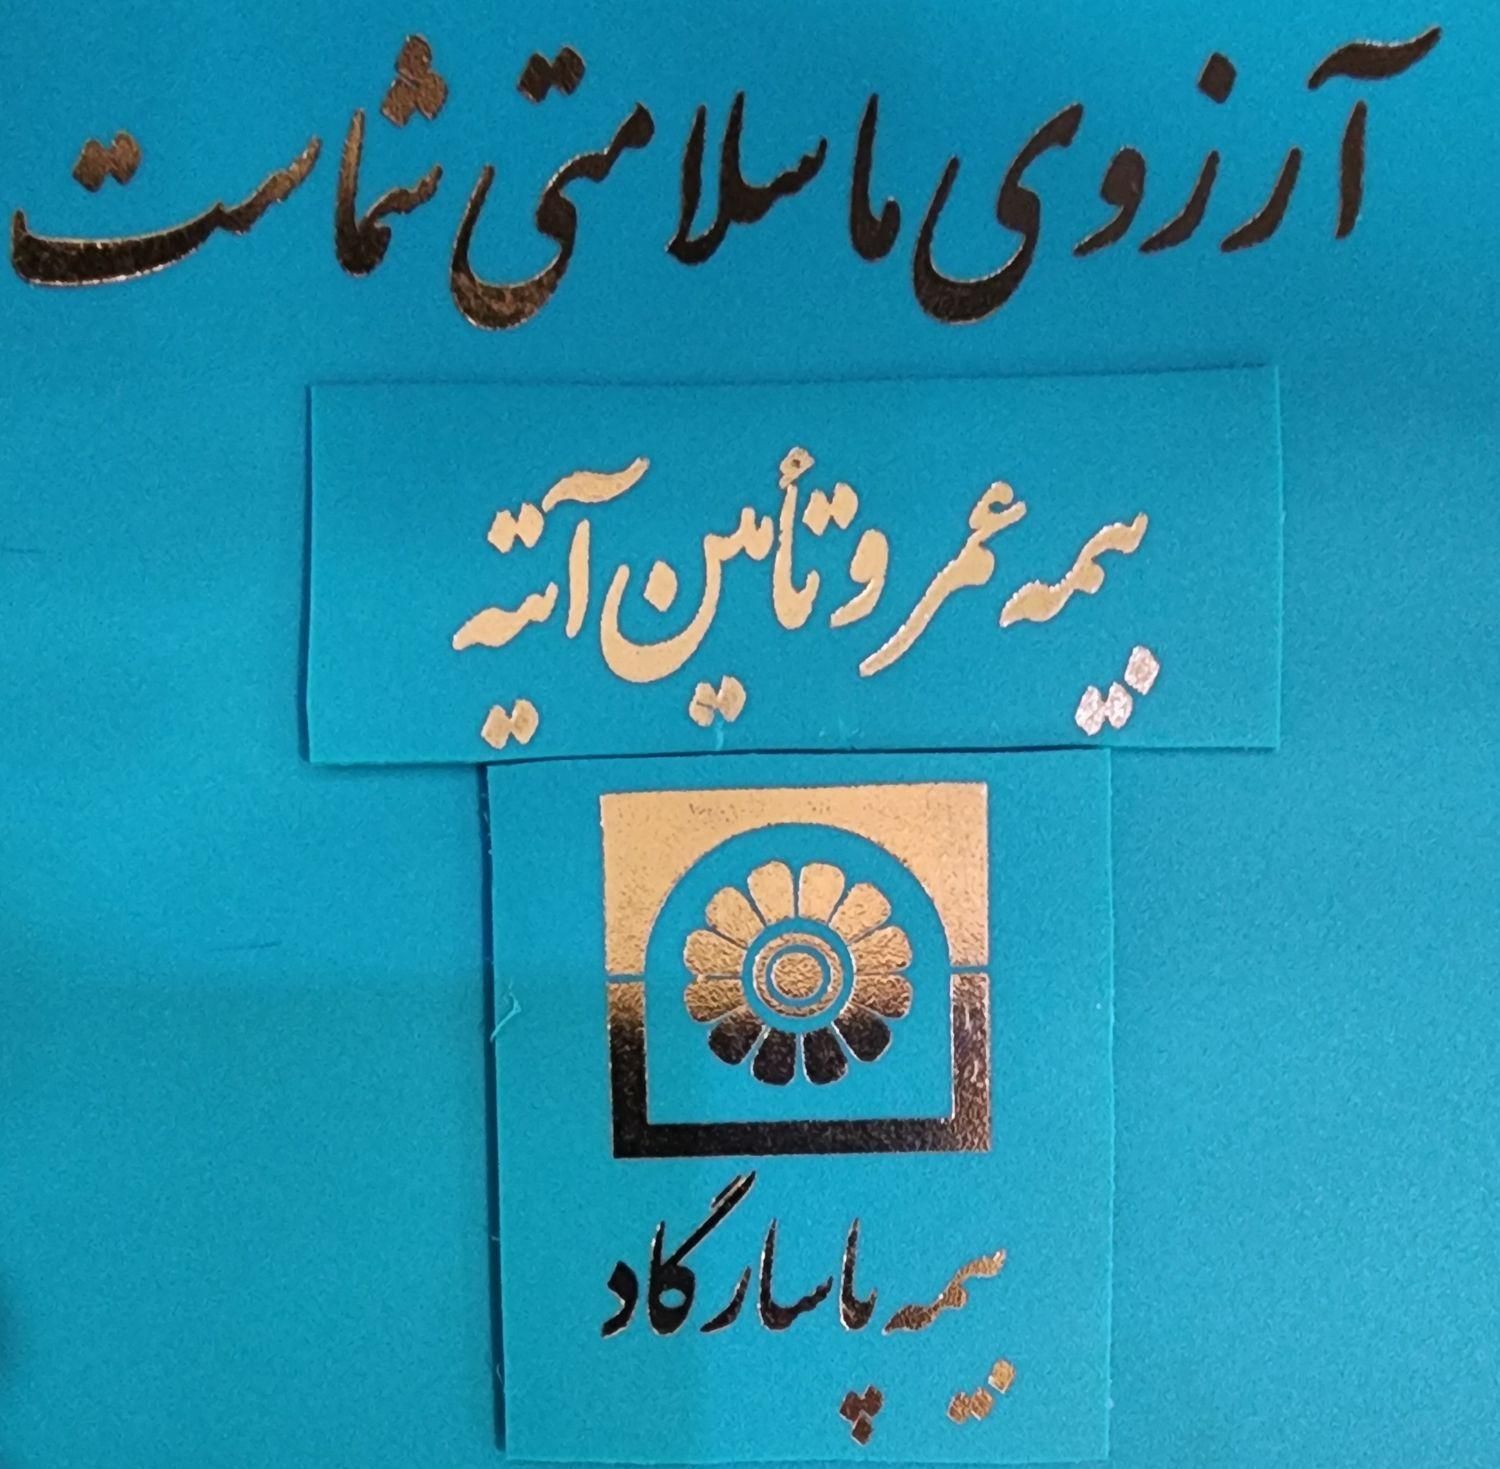 آرزوی ما سلامتی شماست
بیمه عمر و تأمین آتیه
بیمه پاسارگاد